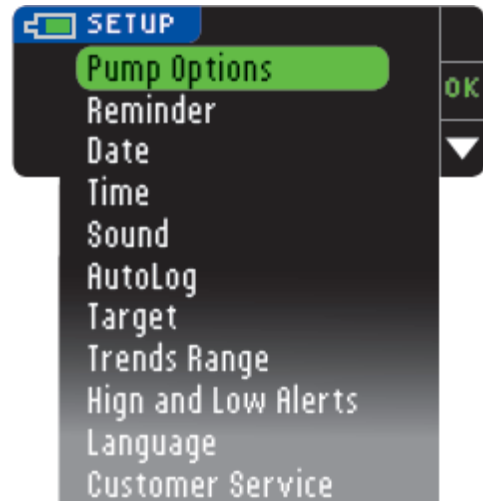 SETUP
Pump Options
OK
Reminder
Date
Time
Sound
AutoLog
Target
Trends Range
Hign and Low Alerts
Language
Customer Service